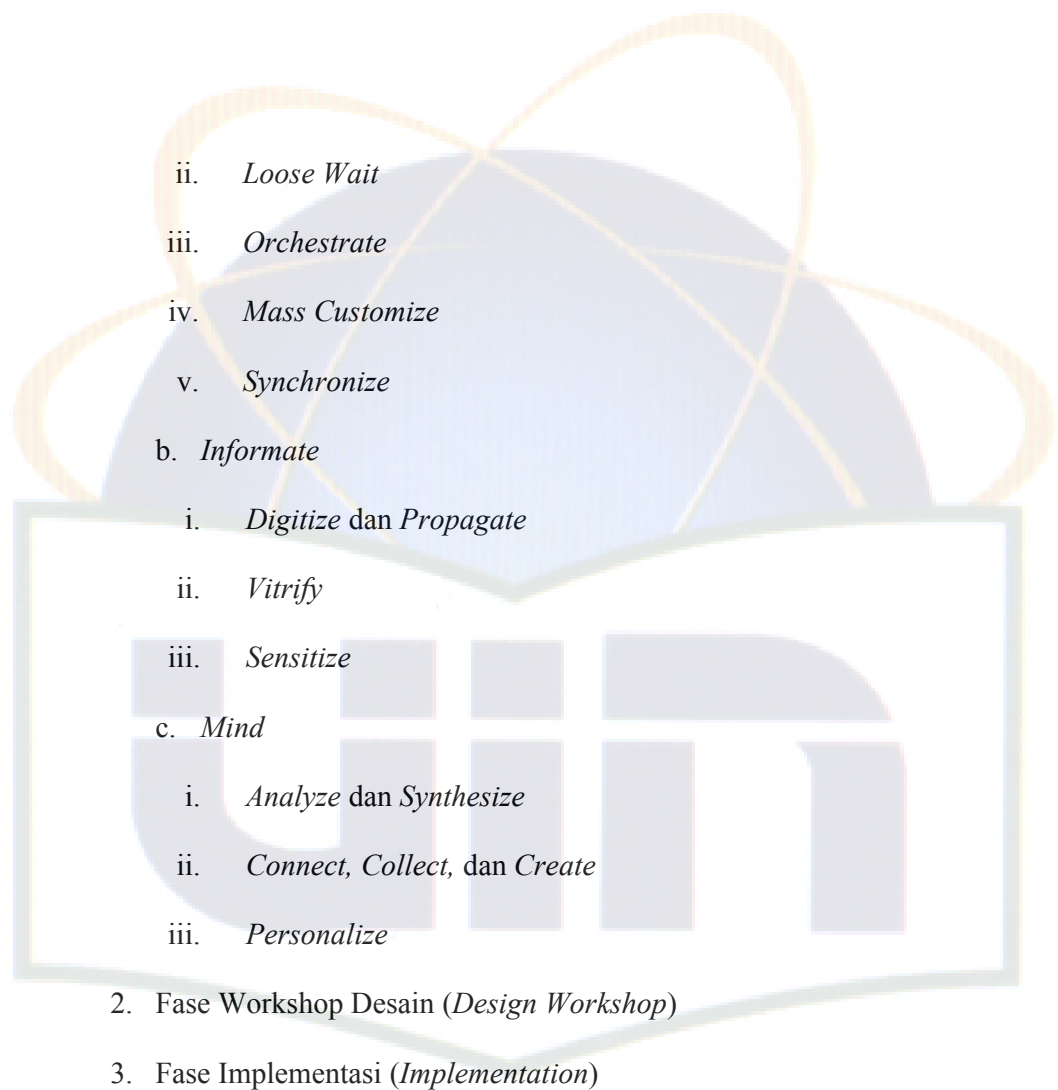 ii. Loose Wait
iii. Orchestrate
iv. Mass Customize
v. Synchronize
b. Informate
i. Digitize dan Propagate
ii. Vitrify
iii. Sensitize
c. Mind
i. Analyze dan Synthesize
ii. Connect, Collect, dan Create
iii. Personalize
2. Fase Workshop Desain (Design Workshop)
3. Fase Implementasi (Implementation)
uin